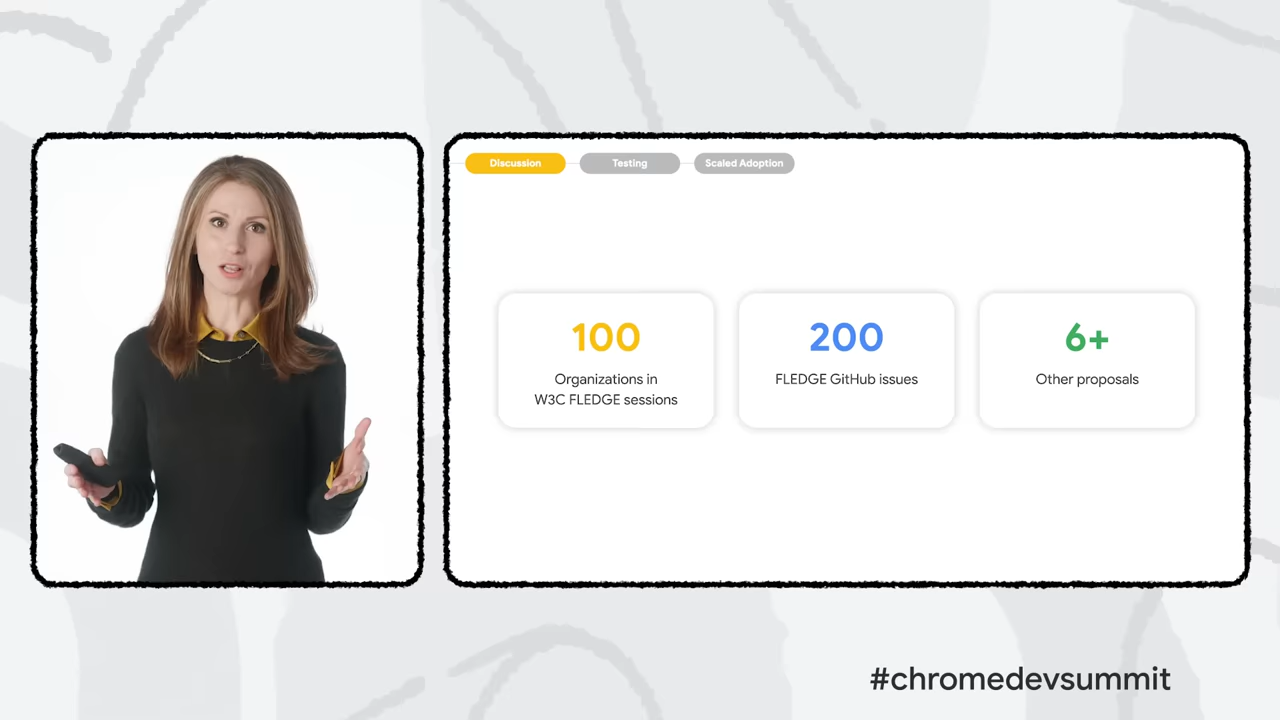 Discussion
Testing
Scaled Adoption
100
Organizations in
W3C FLEDGE sessions
200
FLEDGE GitHub issues
6+
Other proposals
#chromedevsummit